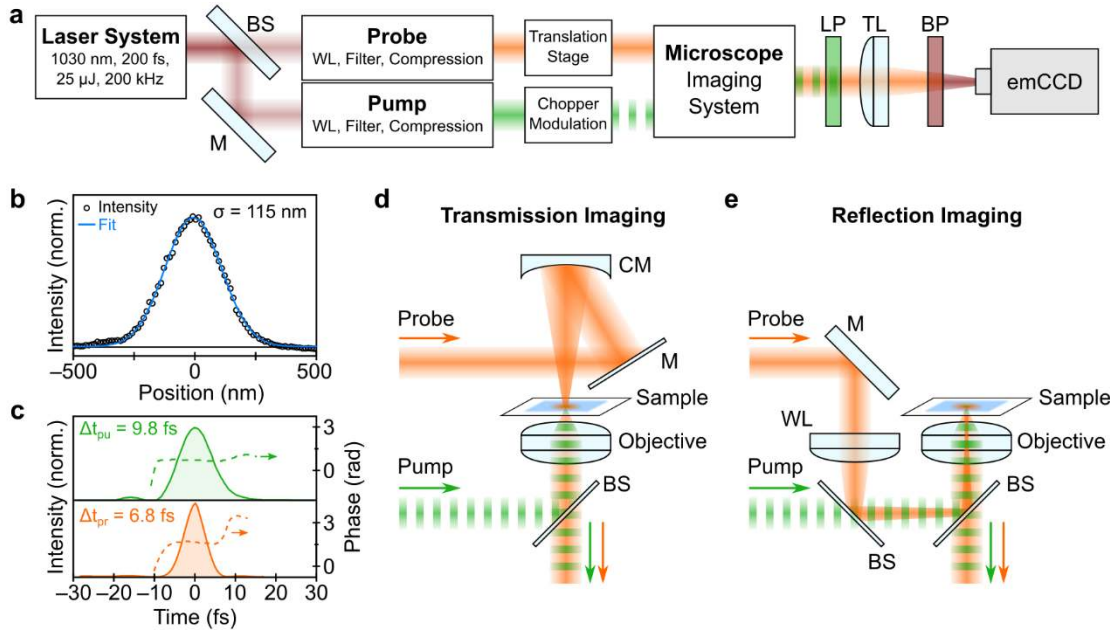 a
Laser System
1030 nm, 200 fs,
25 µJ, 200 kHz
BS
M
Probe
WL, Filter, Compression
Pump
WL, Filter, Compression
Translation
Stage
Chopper
Modulation
Microscope
Imaging
System
LP
TL
BP
emCCD
b
Intensity (norm.)
Intensity
Fit
σ = 115 nm
−500
0
500
Position (nm)
c
Intensity (norm.)
Δtpu = 9.8 fs
Δtpr = 6.8 fs
3
0
3
0
Phase (rad)
−30
−20
−10
0
10
20
30
Time (fs)
d
Transmission Imaging
CM
Probe
M
Sample
Objective
Pump
BS
e
Reflection Imaging
Probe
M
Sample
WL
Objective
Pump
BS
BS